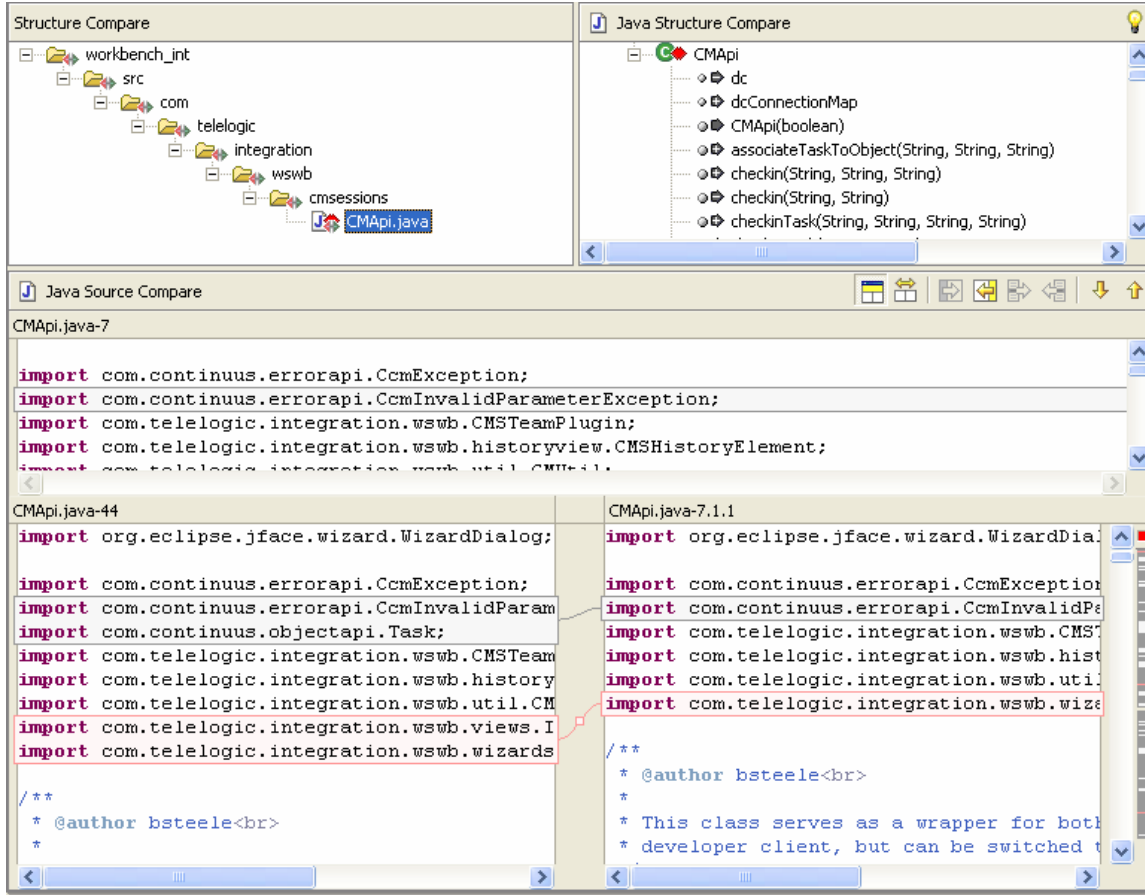 Structure Compare
workbench_int
src
com
telelogic
integration
wswb
cmsessions
CMApi.java
Java Structure Compare
CMApi
dc
dcConnectionMap
CMApi(boolean)
associateTaskToObject(String, String, String)
checkin(String, String, String)
checkin(String, String)
checkinTask(String, String, String, String)
Java Source Compare
CMApi.java-7
import com.continuus.errorapi.CcmException;
import com.continuus.errorapi.CcmInvalidParameterException;
import com.telelogic.integration.wswb.CMSTeamPlugin;
import com.telelogic.integration.wswb.historyview.CMSHistoryElement;
import com.telelogic.integration.wswb.util.CMUtil;
CMApi.java-44
import org.eclipse.jface.wizard.WizardDialog;
import com.continuus.errorapi.CcmException;
import com.continuus.errorapi.CcmInvalidParam
import com.continuus.objectapi.Task;
import com.telelogic.integration.wswb.CMSTeam
import com.telelogic.integration.wswb.history
import com.telelogic.integration.wswb.util.CM
import com.telelogic.integration.wswb.views.I
import com.telelogic.integration.wswb.wizards
/**
* @author bsteele<br>
*
CMApi.java-7.1.1
import org.eclipse.jface.wizard.WizardDial
import com.continuus.errorapi.CcmException
import com.continuus.errorapi.CcmInvalidPa
import com.telelogic.integration.wswb.CMST
import com.telelogic.integration.wswb.hist
import com.telelogic.integration.wswb.util
import com.telelogic.integration.wswb.wiza
/**
* @author bsteele<br>
*
* This class serves as a wrapper for both
* developer client, but can be switched t